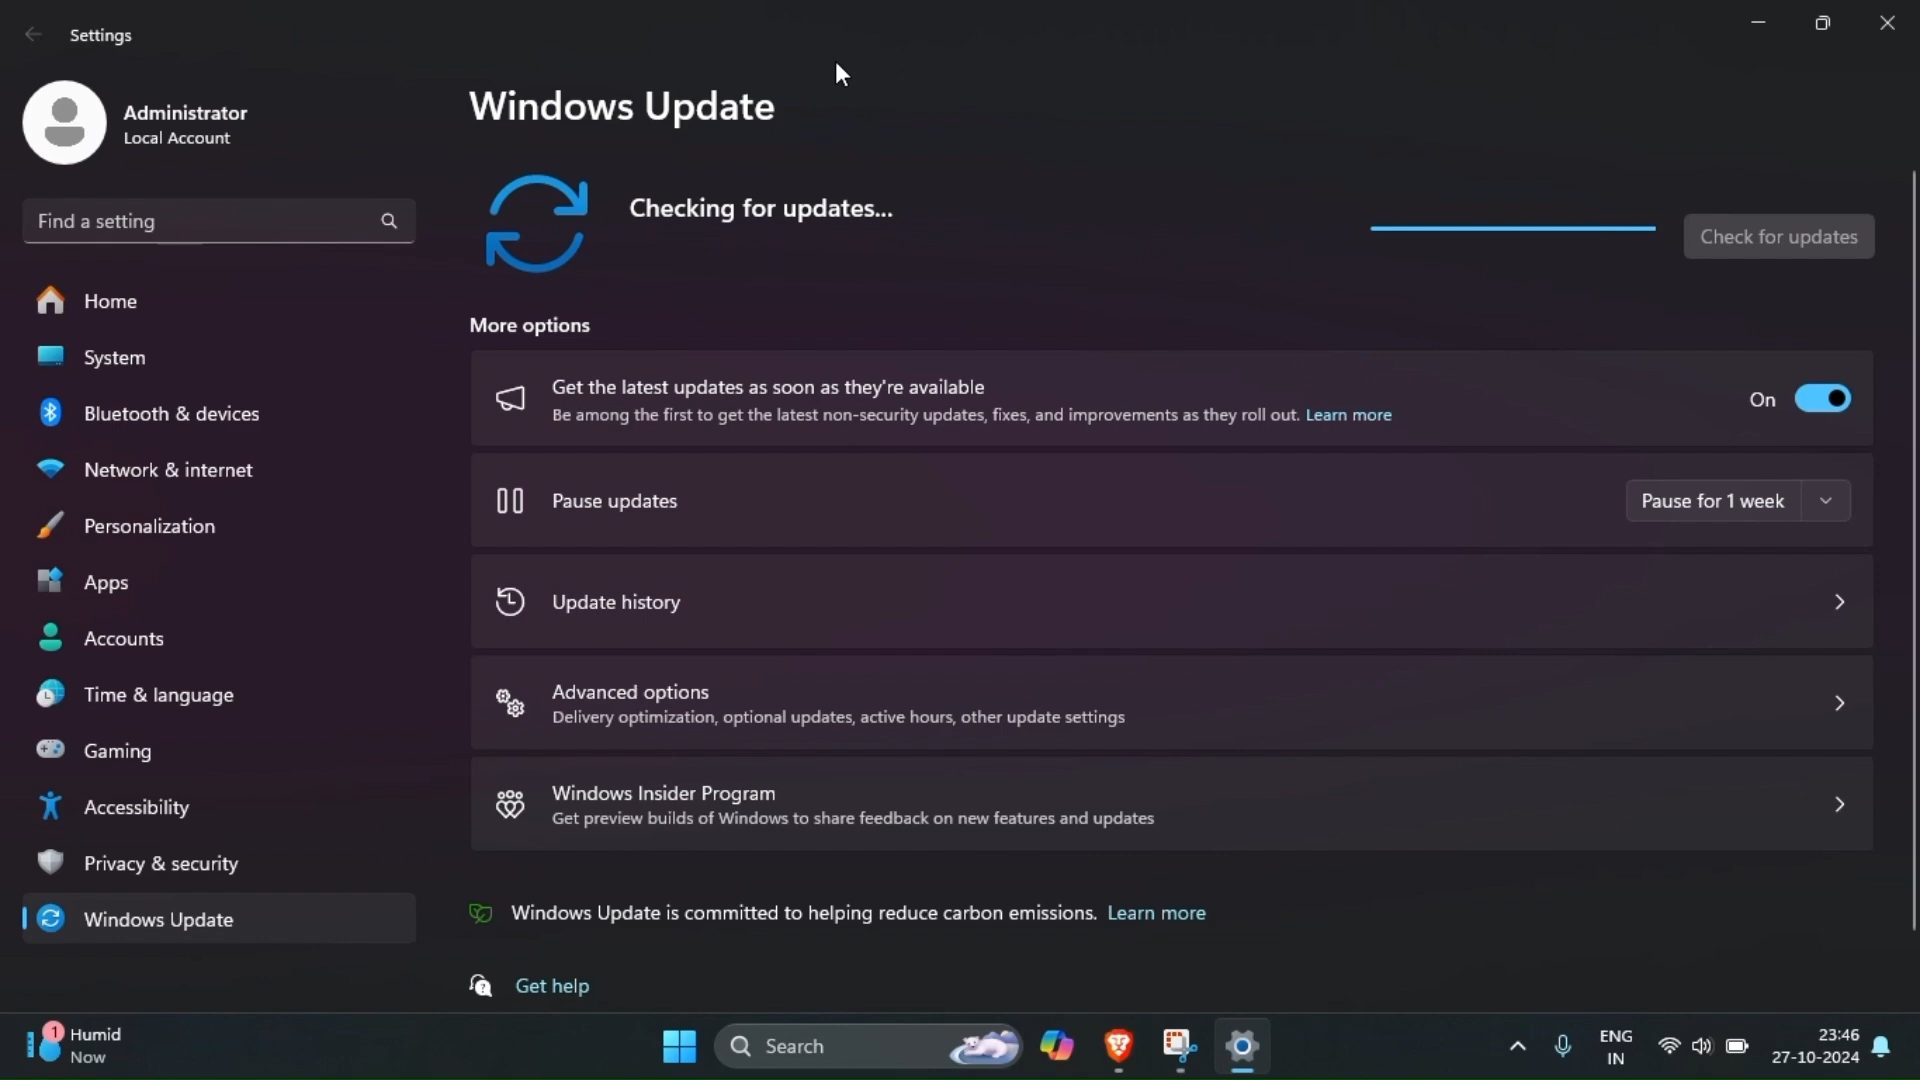 Settings
Administrator
Local Account
Find a setting
Home
System
Bluetooth & devices
Network & internet
Personalization
Apps
Accounts
Time & language
Gaming
Accessibility
Privacy & security
Windows Update
Windows Update
Checking for updates...
Check for updates
More options
Get the latest updates as soon as they're available
Be among the first to get the latest non-security updates, fixes, and improvements as they roll out. Learn more
On
Pause updates
Pause for 1 week
Update history
Advanced options
Delivery optimization, optional updates, active hours, other update settings
Windows Insider Program
Get preview builds of Windows to share feedback on new features and updates
Windows Update is committed to helping reduce carbon emissions. Learn more
Get help
1
Humid
Now
Search
ENG
IN
23:46
27-10-2024